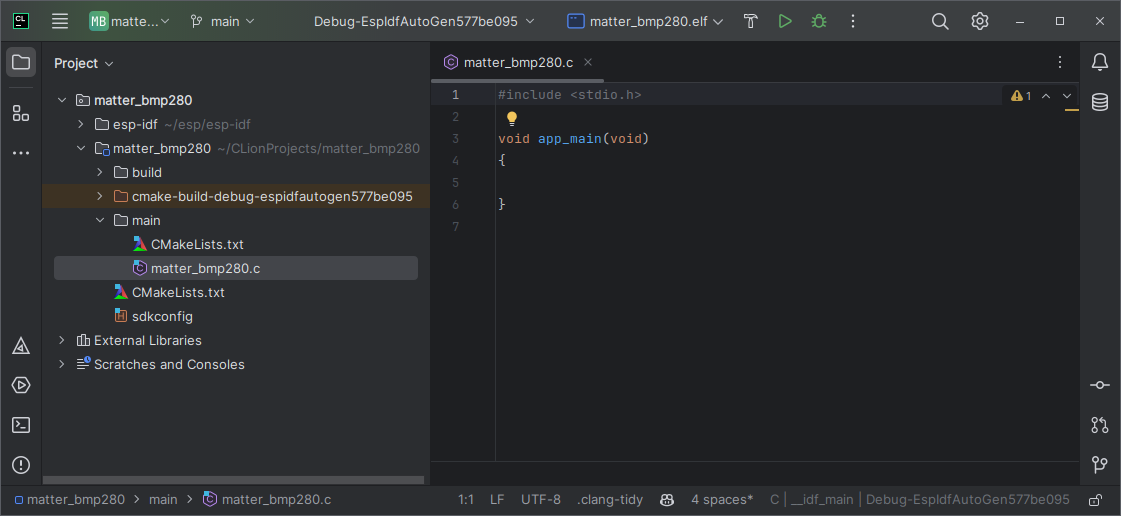 CL MB matte... main Debug-EspIdfAutoGen577be095 matter_bmp280.elf
Project
matter_bmp280
esp-idf ~/esp/esp-idf
matter_bmp280 ~/CLionProjects/matter_bmp280
build
cmake-build-debug-espidfautogen577be095
main
CMakeLists.txt
matter_bmp280.c
CMakeLists.txt
sdkconfig
External Libraries
Scratches and Consoles
matter_bmp280.c
1 #include <stdio.h> 1
2
3 void app_main(void)
4 {
5
6 }
7
matter_bmp280 > main > matter_bmp280.c 1:1 LF UTF-8 .clang-tidy 4 spaces* C | __idf_main | Debug-EspIdfAutoGen577be095